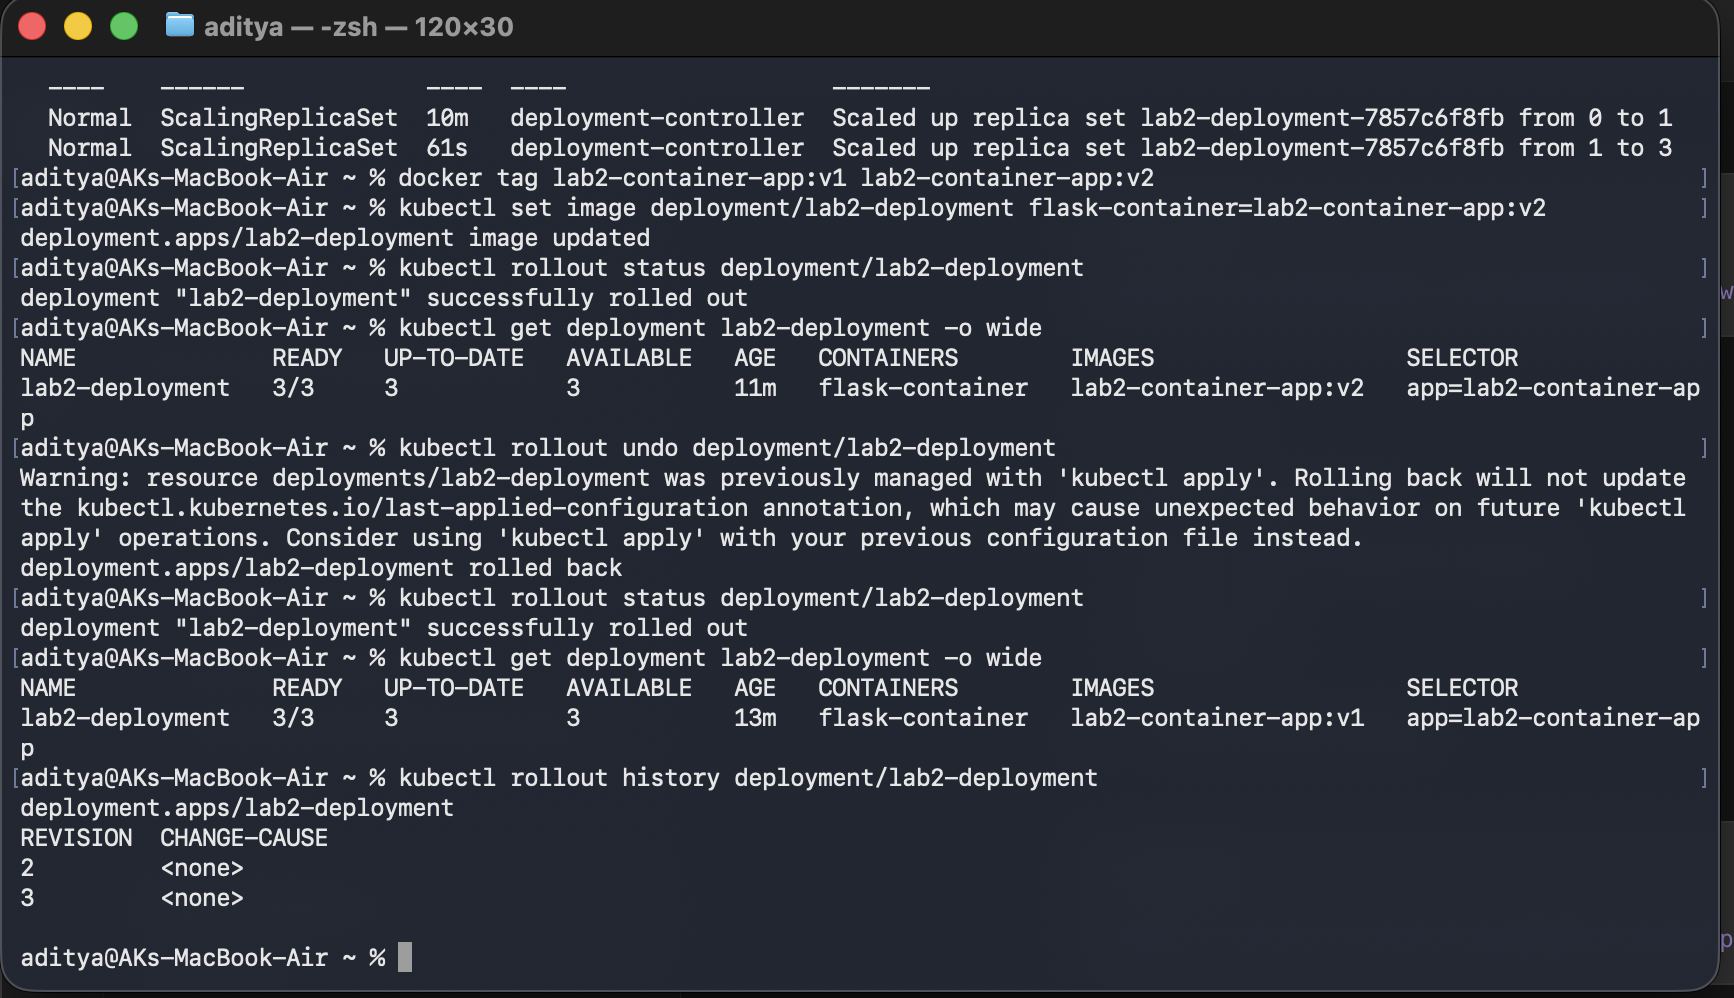 aditya — -zsh — 120×30
----    ------             ----  ----                   -------
Normal  ScalingReplicaSet  10m   deployment-controller  Scaled up replica set lab2-deployment-7857c6f8fb from 0 to 1
Normal  ScalingReplicaSet  61s   deployment-controller  Scaled up replica set lab2-deployment-7857c6f8fb from 1 to 3
[aditya@AKs-MacBook-Air ~ % docker tag lab2-container-app:v1 lab2-container-app:v2 ]
[aditya@AKs-MacBook-Air ~ % kubectl set image deployment/lab2-deployment flask-container=lab2-container-app:v2 ]
deployment.apps/lab2-deployment image updated
[aditya@AKs-MacBook-Air ~ % kubectl rollout status deployment/lab2-deployment ]
deployment "lab2-deployment" successfully rolled out
[aditya@AKs-MacBook-Air ~ % kubectl get deployment lab2-deployment -o wide ]
NAME              READY   UP-TO-DATE   AVAILABLE   AGE   CONTAINERS        IMAGES                  SELECTOR
lab2-deployment   3/3     3            3           11m   flask-container   lab2-container-app:v2   app=lab2-container-ap
p
[aditya@AKs-MacBook-Air ~ % kubectl rollout undo deployment/lab2-deployment ]
Warning: resource deployments/lab2-deployment was previously managed with 'kubectl apply'. Rolling back will not update
the kubectl.kubernetes.io/last-applied-configuration annotation, which may cause unexpected behavior on future 'kubectl
apply' operations. Consider using 'kubectl apply' with your previous configuration file instead.
deployment.apps/lab2-deployment rolled back
[aditya@AKs-MacBook-Air ~ % kubectl rollout status deployment/lab2-deployment ]
deployment "lab2-deployment" successfully rolled out
[aditya@AKs-MacBook-Air ~ % kubectl get deployment lab2-deployment -o wide ]
NAME              READY   UP-TO-DATE   AVAILABLE   AGE   CONTAINERS        IMAGES                  SELECTOR
lab2-deployment   3/3     3            3           13m   flask-container   lab2-container-app:v1   app=lab2-container-ap
p
[aditya@AKs-MacBook-Air ~ % kubectl rollout history deployment/lab2-deployment ]
deployment.apps/lab2-deployment
REVISION  CHANGE-CAUSE
2         <none>
3         <none>
aditya@AKs-MacBook-Air ~ %